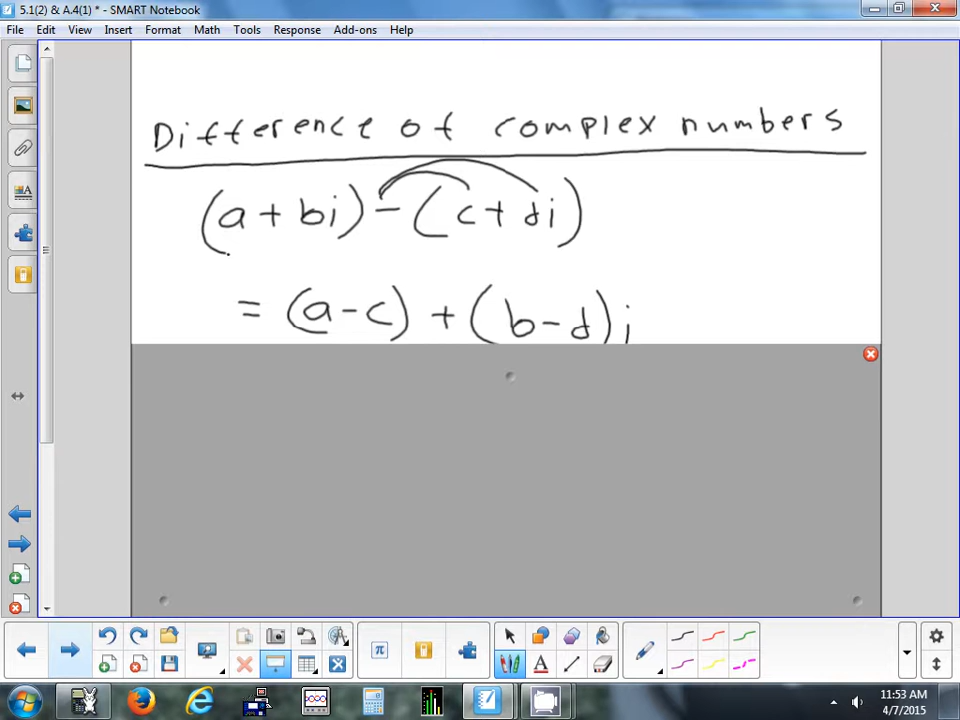 5.1(2) & A.4(1) * - SMART Notebook
File Edit View Insert Format Math Tools Response Add-ons Help
Difference of complex numbers
(a + bi) - (c + di)
= (a - c) + (b - d)i
π
A
11:53 AM
4/7/2015